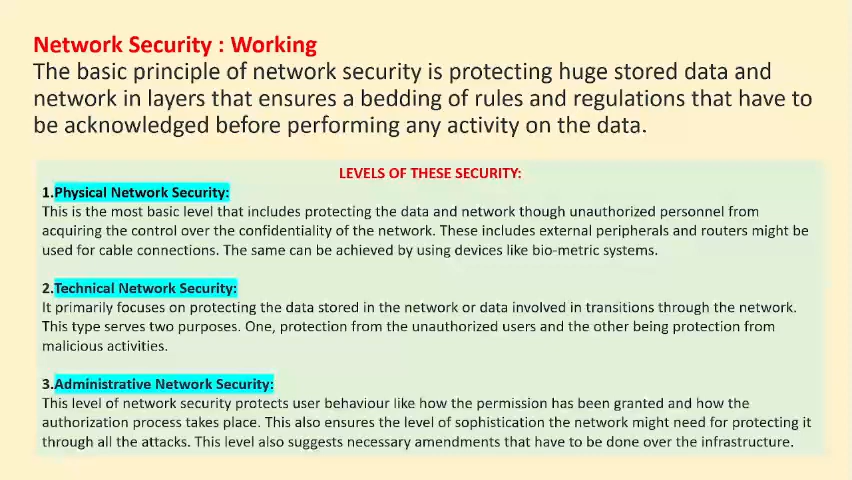 Network Security : Working
The basic principle of network security is protecting huge stored data and
network in layers that ensures a bedding of rules and regulations that have to
be acknowledged before performing any activity on the data.
LEVELS OF THESE SECURITY:
1.Physical Network Security:
This is the most basic level that includes protecting the data and network though unauthorized personnel from
acquiring the control over the confidentiality of the network. These includes external peripherals and routers might be
used for cable connections. The same can be achieved by using devices like bio-metric systems.
2.Technical Network Security:
It primarily focuses on protecting the data stored in the network or data involved in transitions through the network.
This type serves two purposes. One, protection from the unauthorized users and the other being protection from
malicious activities.
3.Administrative Network Security:
This level of network security protects user behaviour like how the permission has been granted and how the
authorization process takes place. This also ensures the level of sophistication the network might need for protecting it
through all the attacks. This level also suggests necessary amendments that have to be done over the infrastructure.